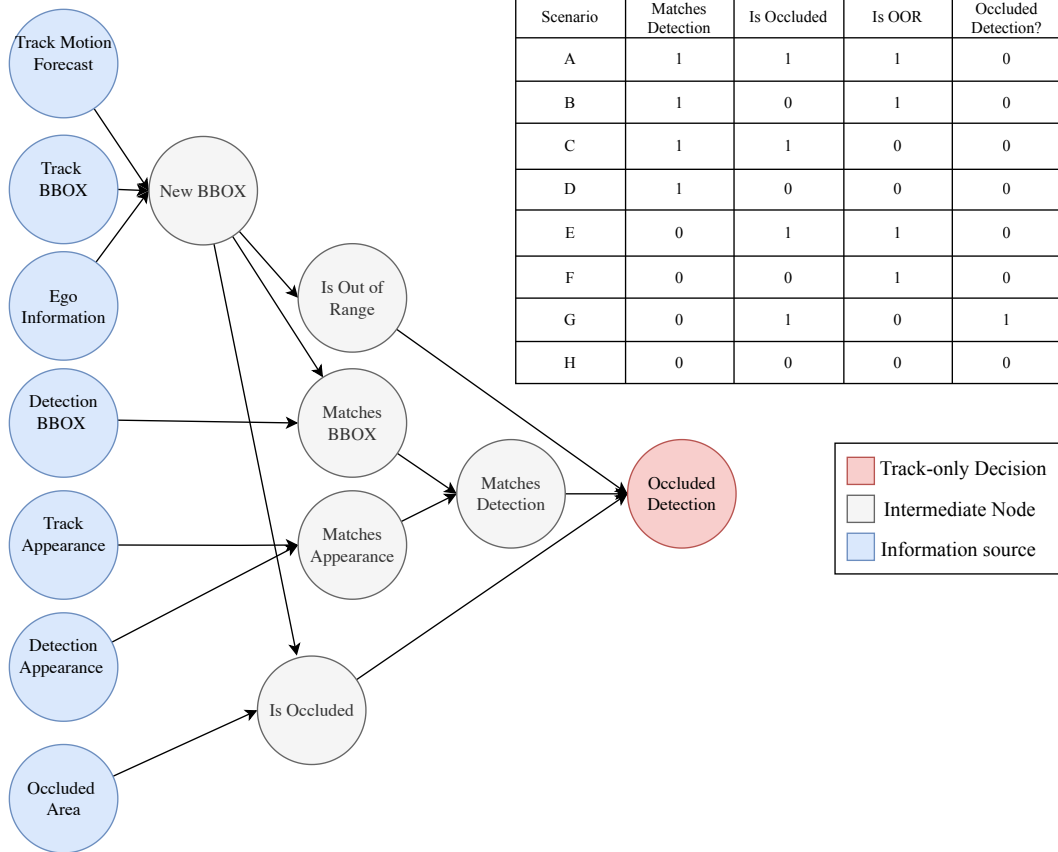 Track Motion
Forecast
Track
BBOX
Ego
Information
Detection
BBOX
Track
Appearance
Detection
Appearance
Occluded
Area
New BBOX
Is Out of
Range
Matches
BBOX
Matches
Appearance
Is Occluded
Matches
Detection
Occluded
Detection
Scenario Matches Detection Is Occluded Is OOR Occluded Detection?
A 1 1 1 0
B 1 0 1 0
C 1 1 0 0
D 1 0 0 0
E 0 1 1 0
F 0 0 1 0
G 0 1 0 1
H 0 0 0 0
Track-only Decision
Intermediate Node
Information source